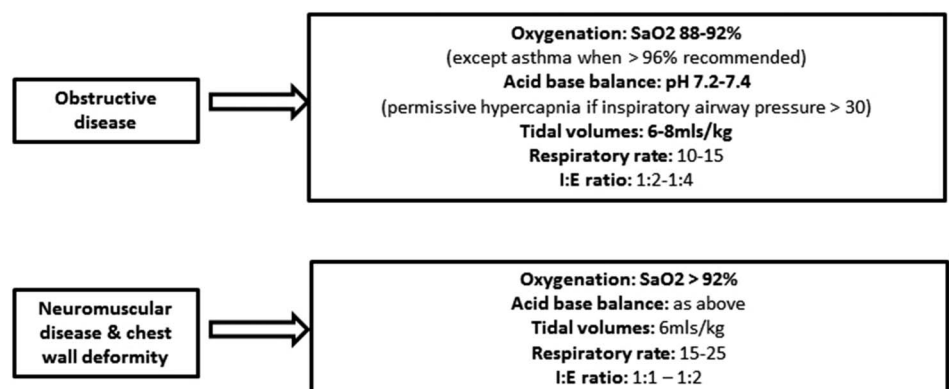 Obstructive
disease
Oxygenation: SaO2 88-92%
(except asthma when > 96% recommended)
Acid base balance: pH 7.2-7.4
(permissive hypercapnia if inspiratory airway pressure > 30)
Tidal volumes: 6-8mls/kg
Respiratory rate: 10-15
I:E ratio: 1:2-1:4
Neuromuscular
disease & chest
wall deformity
Oxygenation: SaO2 > 92%
Acid base balance: as above
Tidal volumes: 6mls/kg
Respiratory rate: 15-25
I:E ratio: 1:1 – 1:2